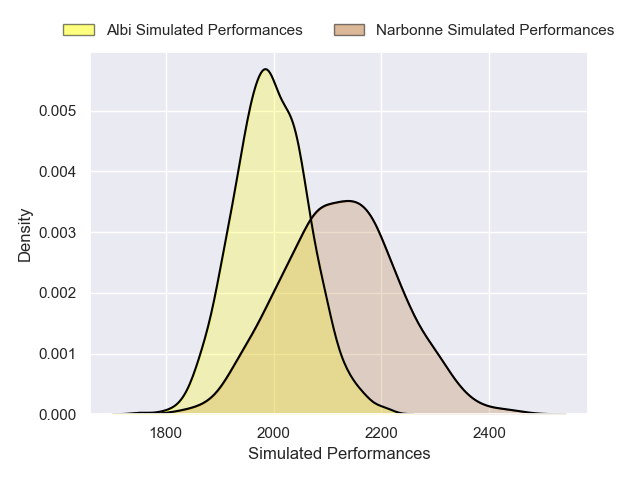 Albi Simulated Performances
Narbonne Simulated Performances
Density
0.005
0.004
0.003
0.002
0.001
0.000
1800
2000
2200
2400
Simulated Performances